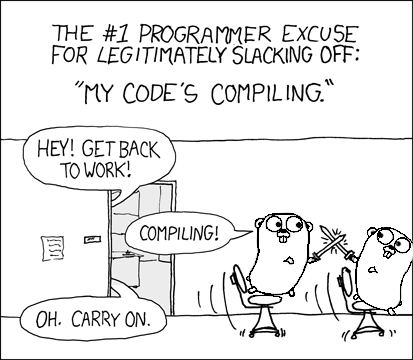 THE #1 PROGRAMMER EXCUSE
FOR LEGITIMATELY SLACKING OFF:
"MY CODE'S COMPILING."
HEY! GET BACK
TO WORK!
COMPILING!
OH. CARRY ON.